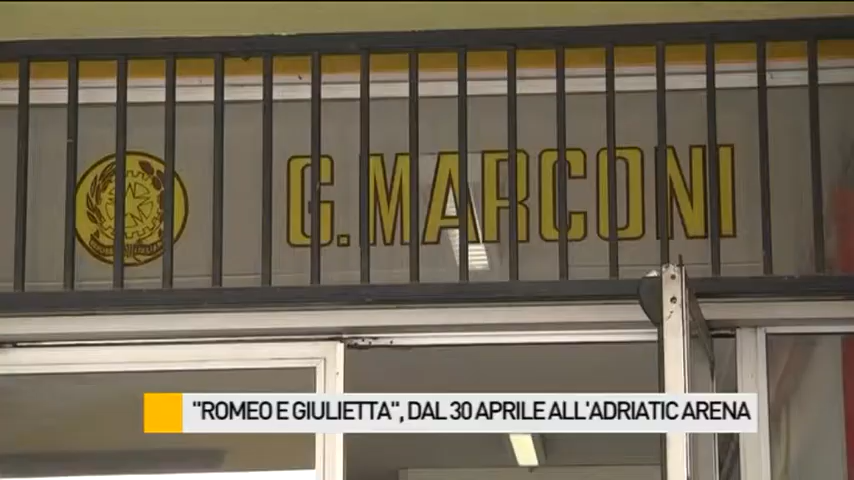 G. MARCONI
"ROMEO E GIULIETTA", DAL 30 APRILE ALL'ADRIATIC ARENA